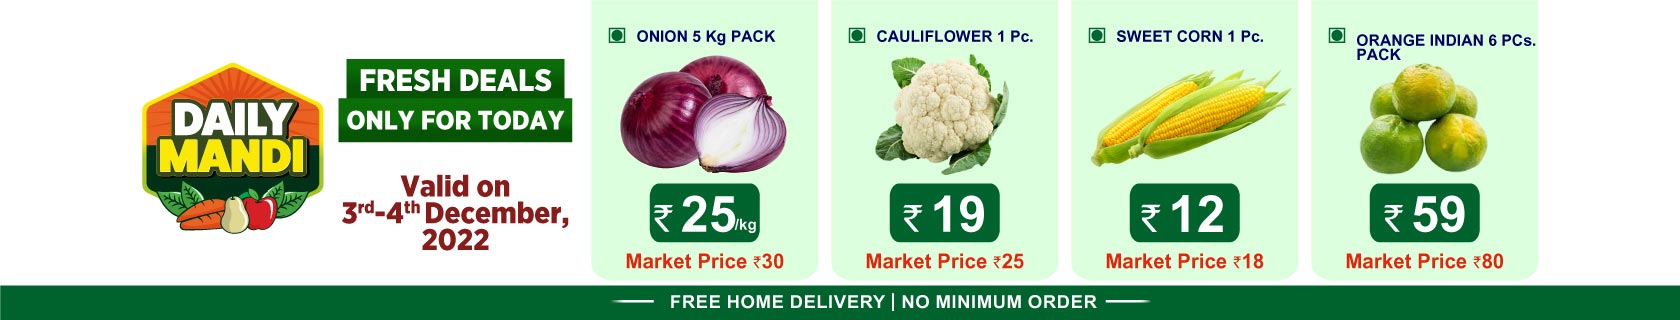 DAILY
MANDI
FRESH DEALS
ONLY FOR TODAY
Valid on
3rd-4th December,
2022
ONION 5 Kg PACK
₹ 25/kg
Market Price ₹30
CAULIFLOWER 1 Pc.
₹ 19
Market Price ₹25
SWEET CORN 1 Pc.
₹ 12
Market Price ₹18
ORANGE INDIAN 6 PCs.
PACK
₹ 59
Market Price ₹80
FREE HOME DELIVERY | NO MINIMUM ORDER